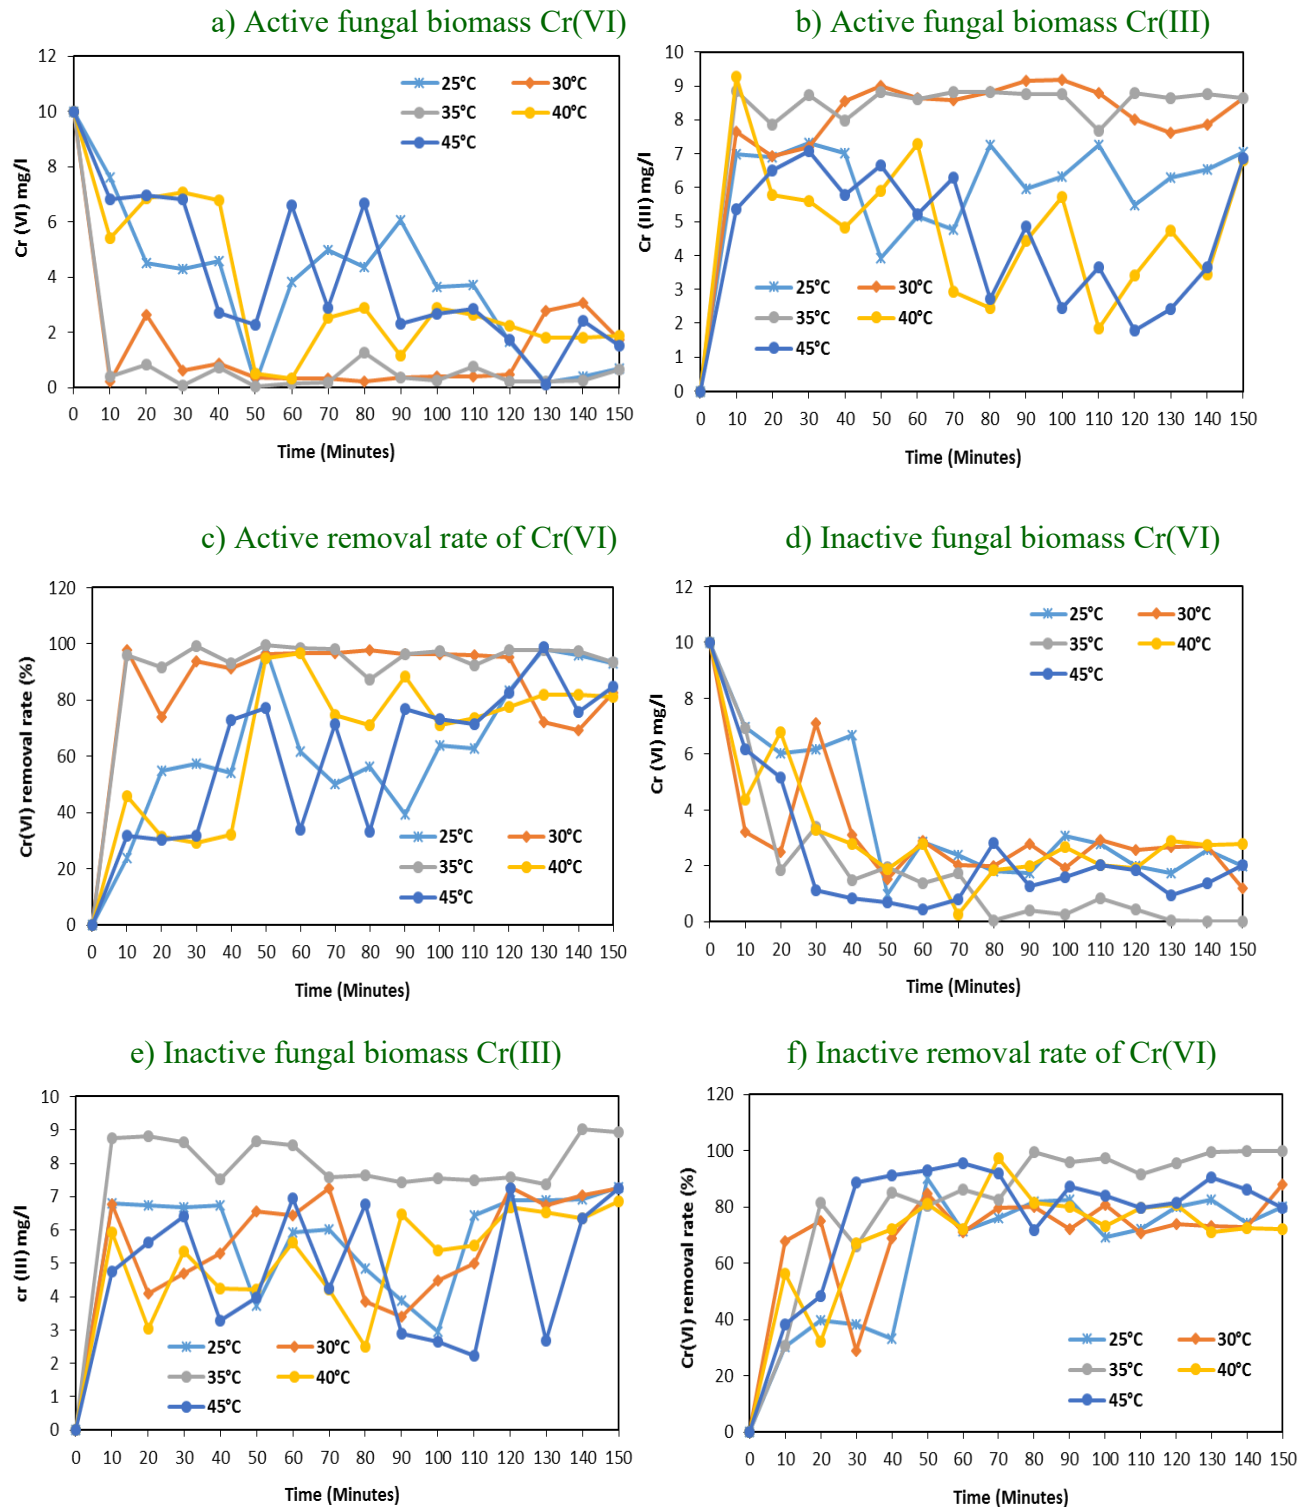 a) Active fungal biomass Cr(VI)
12
10
8
6
4
2
0
Cr (VI) mg/l
25°C 30°C
35°C 40°C
45°C
0 10 20 30 40 50 60 70 80 90 100 110 120 130 140 150
Time (Minutes)
b) Active fungal biomass Cr(III)
10
9
8
7
6
5
4
3
2
1
0
Cr (III) mg/l
25°C 30°C
35°C 40°C
45°C
0 10 20 30 40 50 60 70 80 90 100 110 120 130 140 150
Time (Minutes)
c) Active removal rate of Cr(VI)
120
100
80
60
40
20
0
Cr(VI) removal rate (%)
25°C 30°C
35°C 40°C
45°C
0 10 20 30 40 50 60 70 80 90 100 110 120 130 140 150
Time (Minutes)
d) Inactive fungal biomass Cr(VI)
12
10
8
6
4
2
0
Cr (VI) mg/l
25°C 30°C
35°C 40°C
45°C
0 10 20 30 40 50 60 70 80 90 100 110 120 130 140 150
Time (Minutes)
e) Inactive fungal biomass Cr(III)
10
9
8
7
6
5
4
3
2
1
0
cr (III) mg/l
25°C 30°C
35°C 40°C
45°C
0 10 20 30 40 50 60 70 80 90 100 110 120 130 140 150
Time (Minutes)
f) Inactive removal rate of Cr(VI)
120
100
80
60
40
20
0
Cr(VI) removal rate (%)
25°C 30°C
35°C 40°C
45°C
0 10 20 30 40 50 60 70 80 90 100 110 120 130 140 150
Time (Minutes)